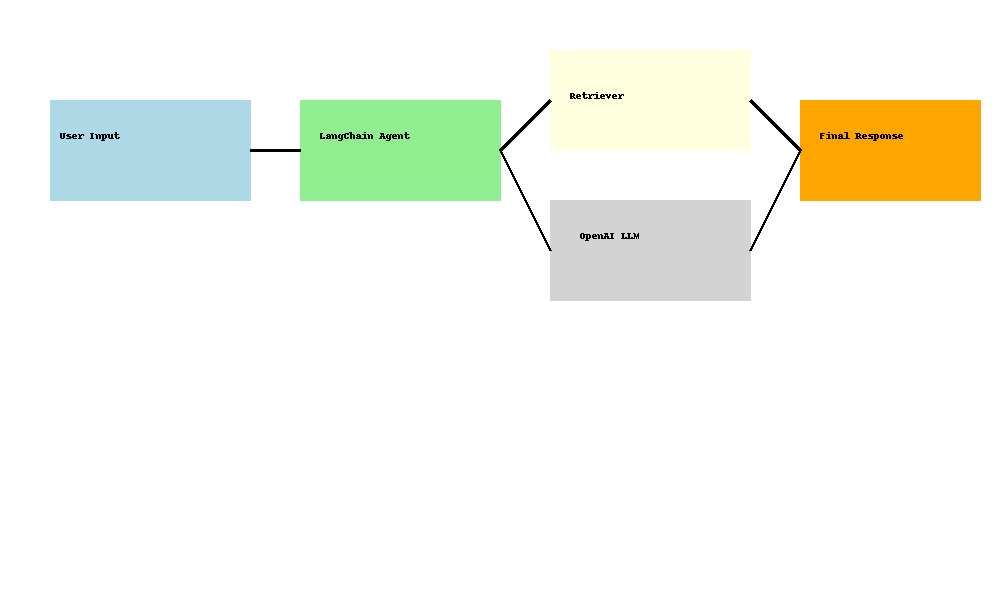 User Input
LangChain Agent
Retriever
OpenAI LLM
Final Response